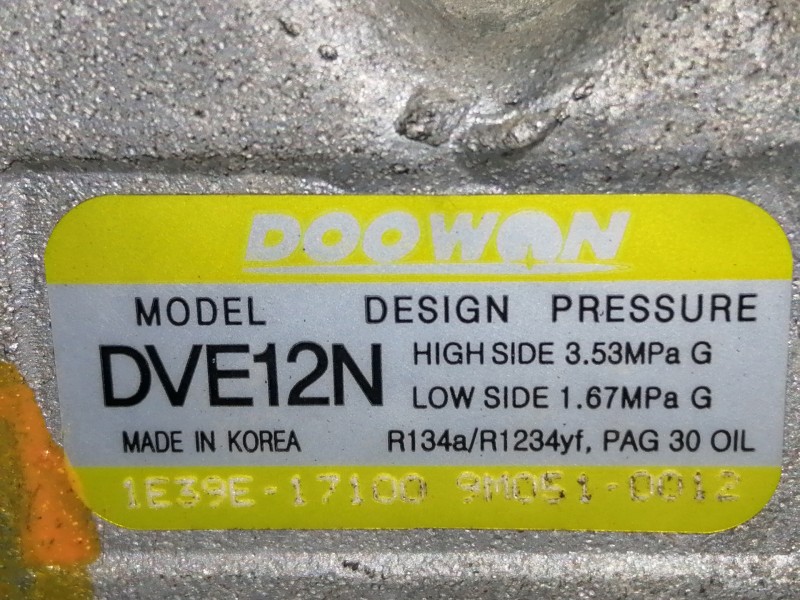 DOOWON
MODEL DESIGN PRESSURE
DVE12N HIGH SIDE 3.53MPa G
LOW SIDE 1.67MPa G
MADE IN KOREA R134a/R1234yf, PAG 30 OIL
1E39E-17100 9M051-0012